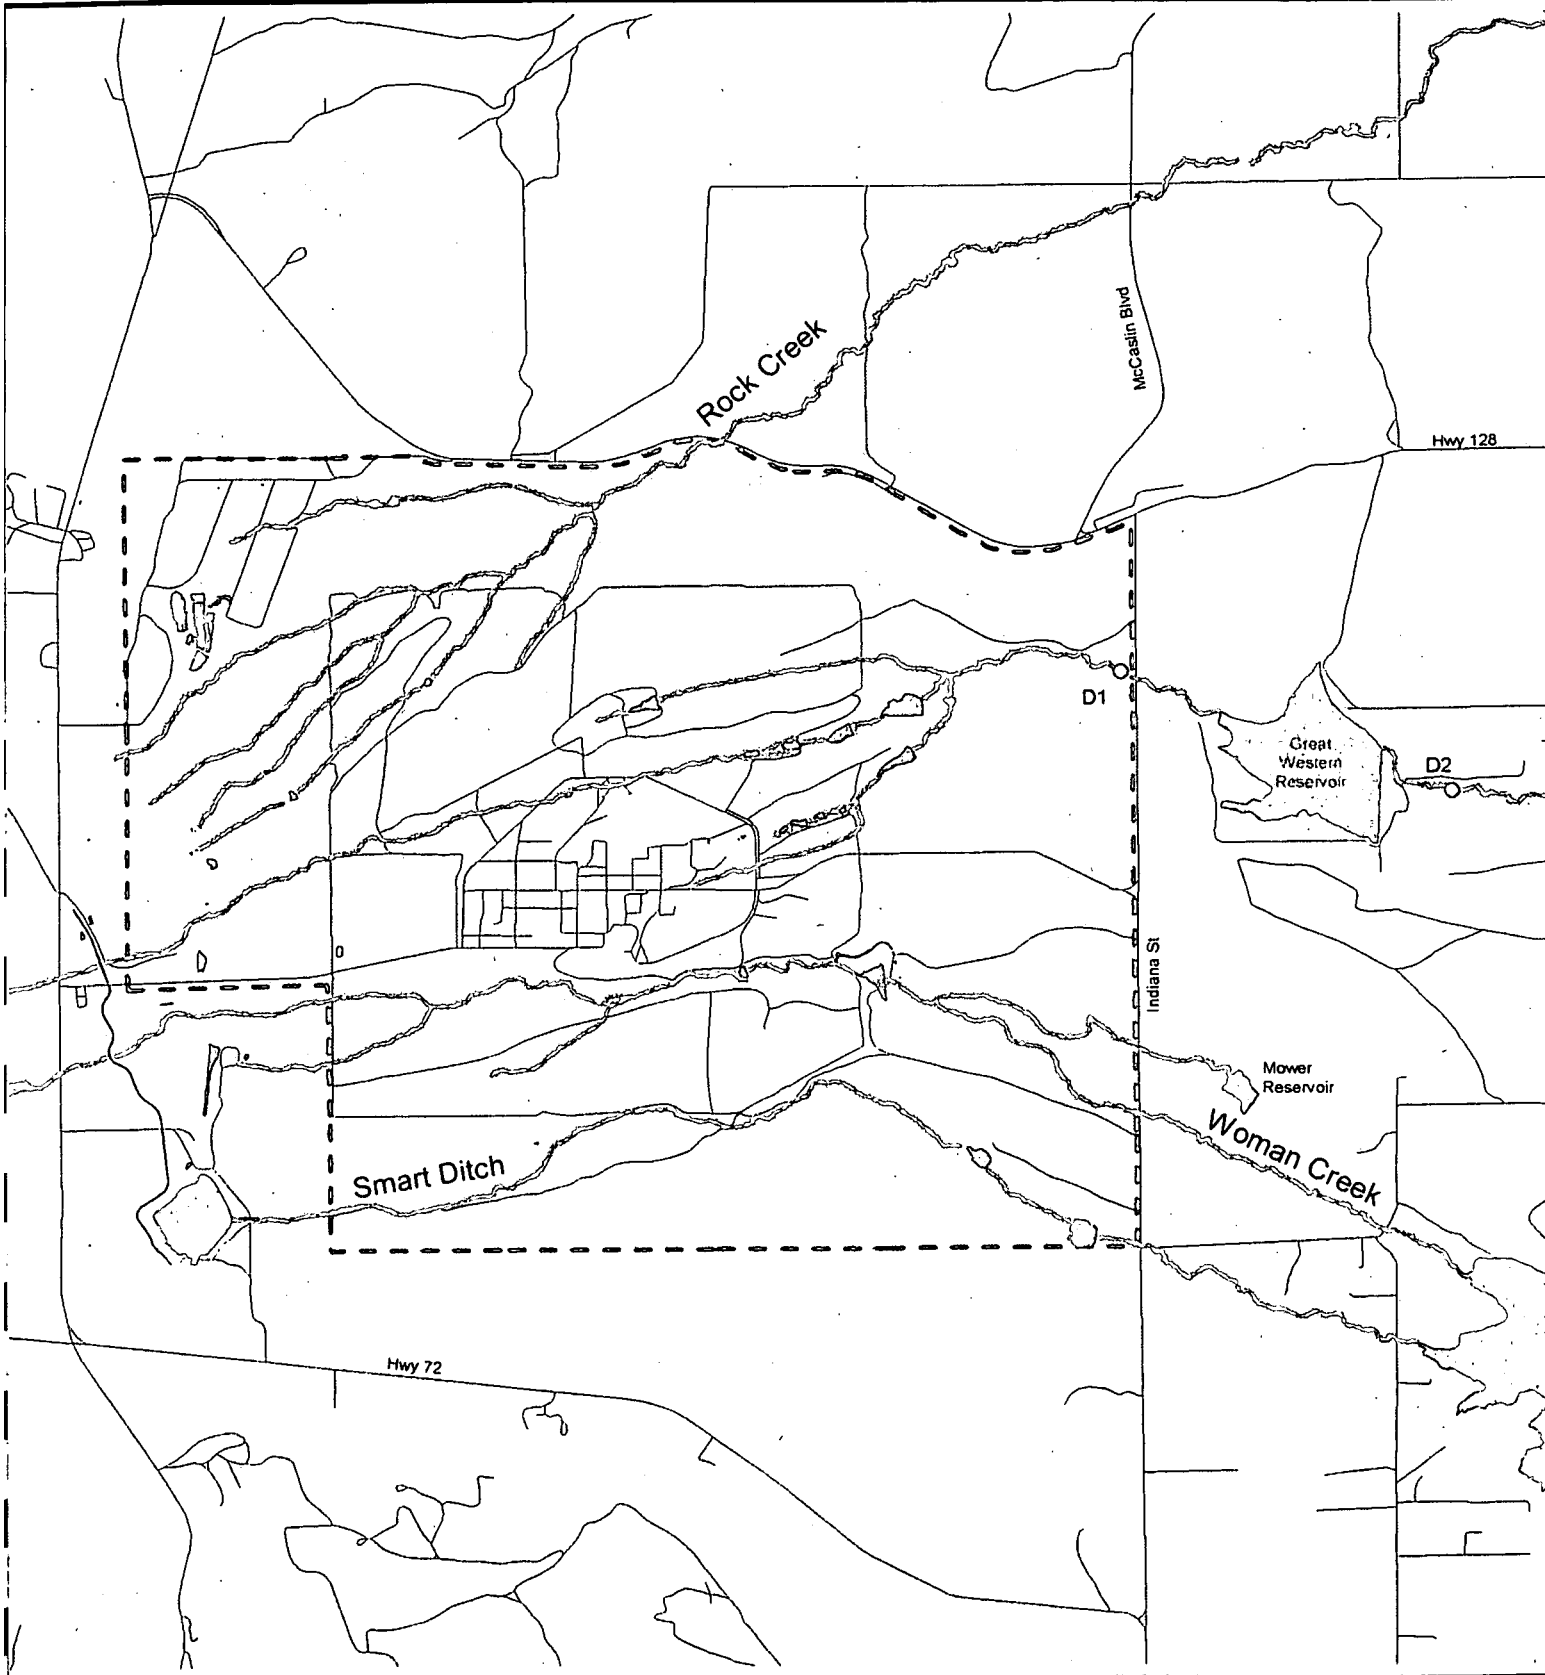 McCaslin Blvd
Rock Creek
Hwy 128
D1
Great
Western
Reservoir
D2
Indiana St
Mower
Reservoir
Woman Creek
Smart Ditch
Hwy 72